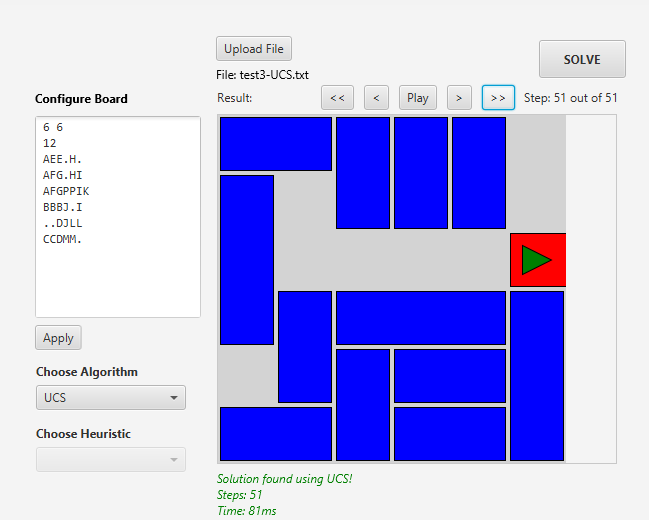 Upload File
SOLVE
File: test3-UCS.txt
Configure Board
Result:
<<
<
Play
>
>>
Step: 51 out of 51
6 6
12
AEE.H.
AFG.HI
AFGPPIK
BBBJ.I
..DJLL
CCDMM.
Apply
Choose Algorithm
UCS
Choose Heuristic
Solution found using UCS!
Steps: 51
Time: 81ms